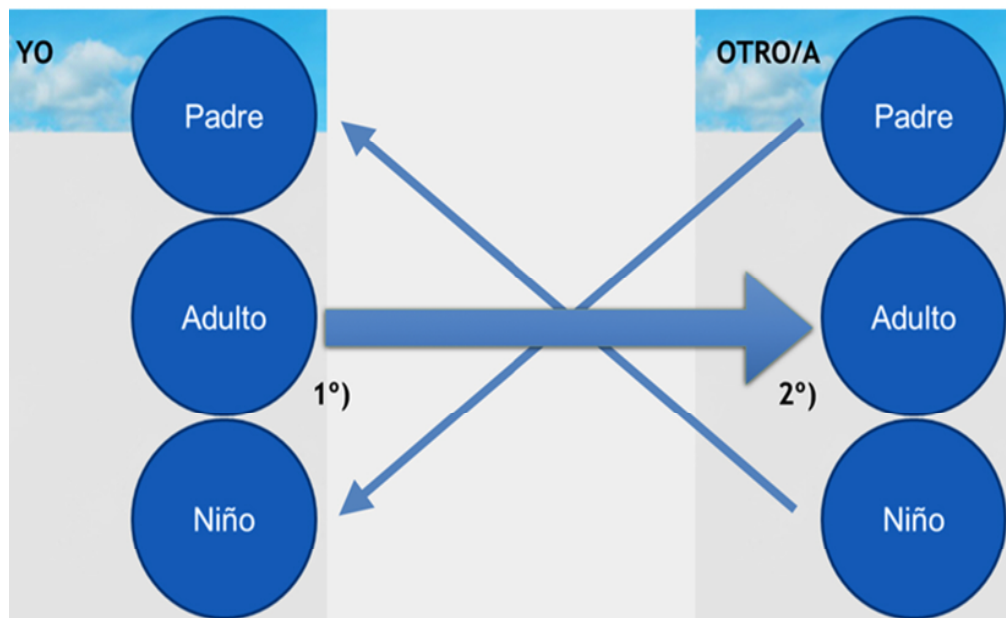 YO
OTRO/A
Padre
Padre
Adulto
Adulto
1º)
2º)
Niño
Niño